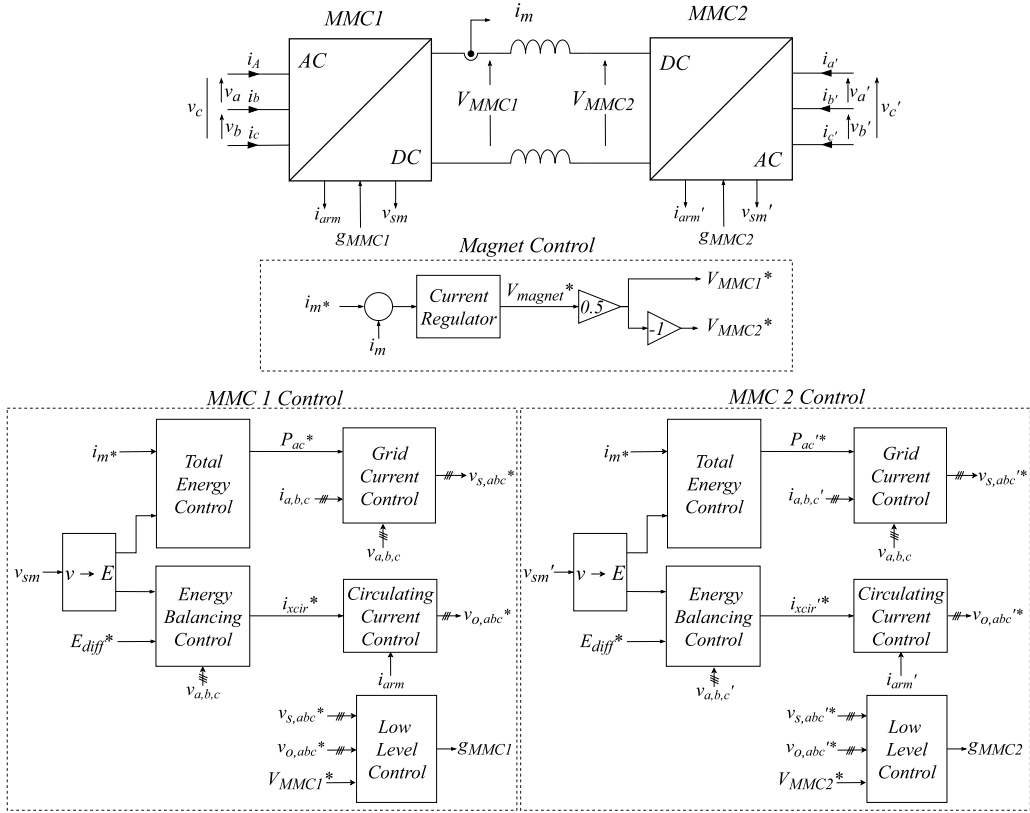 MMC1
i_m
MMC2
AC
DC
i_A
i_b
i_c
v_a
v_b
v_c
V_MMC1
V_MMC2
DC
AC
i_a'
i_b'
i_c'
v_a'
v_b'
v_c'
i_arm
v_sm
g_MMC1
i_arm'
v_sm'
g_MMC2
Magnet Control
i_m*
i_m
Current
Regulator
V_magnet*
0.5
-1
V_MMC1*
V_MMC2*
MMC 1 Control
i_m*
Total
Energy
Control
P_ac*
i_a,b,c
Grid
Current
Control
v_s,abc*
v_a,b,c
v_sm
v → E
E_diff*
Energy
Balancing
Control
v_a,b,c
i_xcir*
Circulating
Current
Control
v_o,abc*
i_arm
v_s,abc*
v_o,abc*
V_MMC1*
Low
Level
Control
g_MMC1
MMC 2 Control
i_m*
Total
Energy
Control
P_ac'*
i_a,b,c'
Grid
Current
Control
v_s,abc'*
v_a,b,c
v_sm'
v → E
E_diff*
Energy
Balancing
Control
v_a,b,c'
i_xcir'*
Circulating
Current
Control
v_o,abc'*
i_arm'
v_s,abc'*
v_o,abc'*
V_MMC2*
Low
Level
Control
g_MMC2